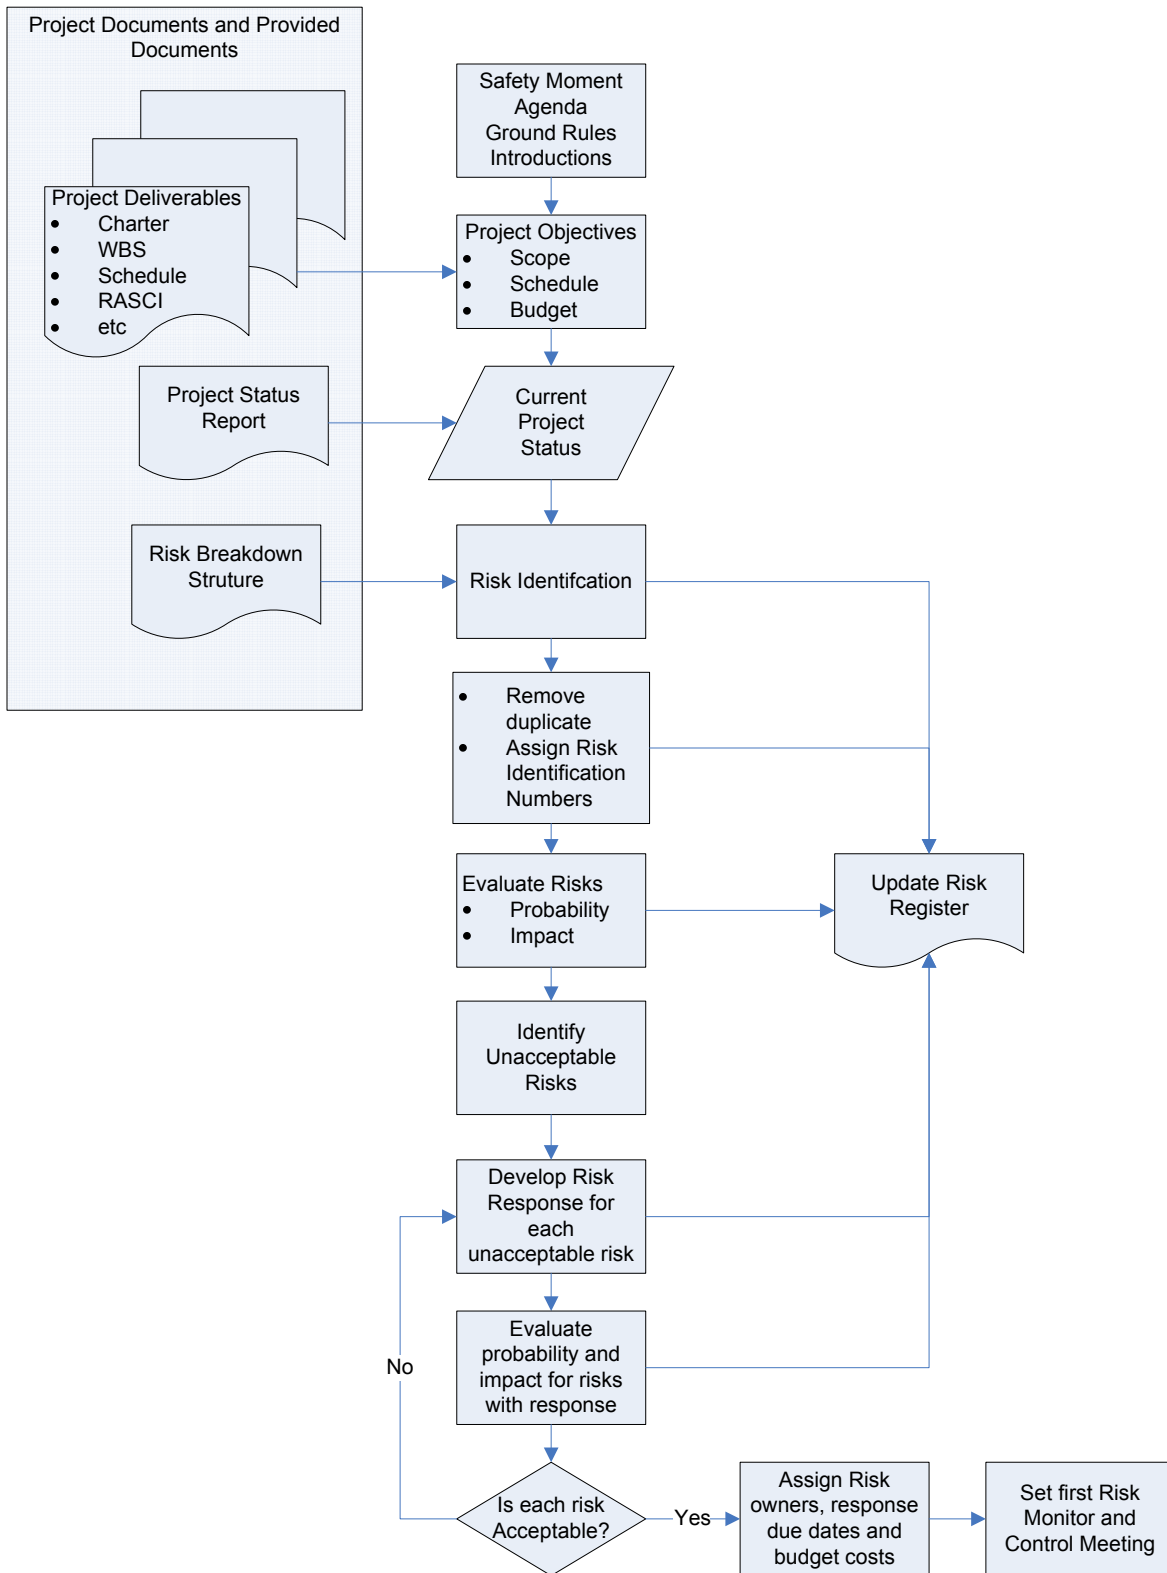 Project Documents and Provided
Documents
Project Deliverables
• Charter
• WBS
• Schedule
• RASCI
• etc
Project Status
Report
Risk Breakdown
Struture
Safety Moment
Agenda
Ground Rules
Introductions
Project Objectives
• Scope
• Schedule
• Budget
Current
Project
Status
Risk Identifcation
• Remove
duplicate
• Assign Risk
Identification
Numbers
Evaluate Risks
• Probability
• Impact
Update Risk
Register
Identify
Unacceptable
Risks
Develop Risk
Response for
each
unacceptable risk
Evaluate
probability and
impact for risks
with response
No
Is each risk
Acceptable?
Yes
Assign Risk
owners, response
due dates and
budget costs
Set first Risk
Monitor and
Control Meeting